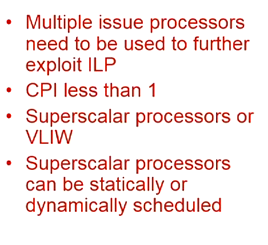 • Multiple issue processors
need to be used to further
exploit ILP
• CPI less than 1
• Superscalar processors or
VLIW
• Superscalar processors
can be statically or
dynamically scheduled